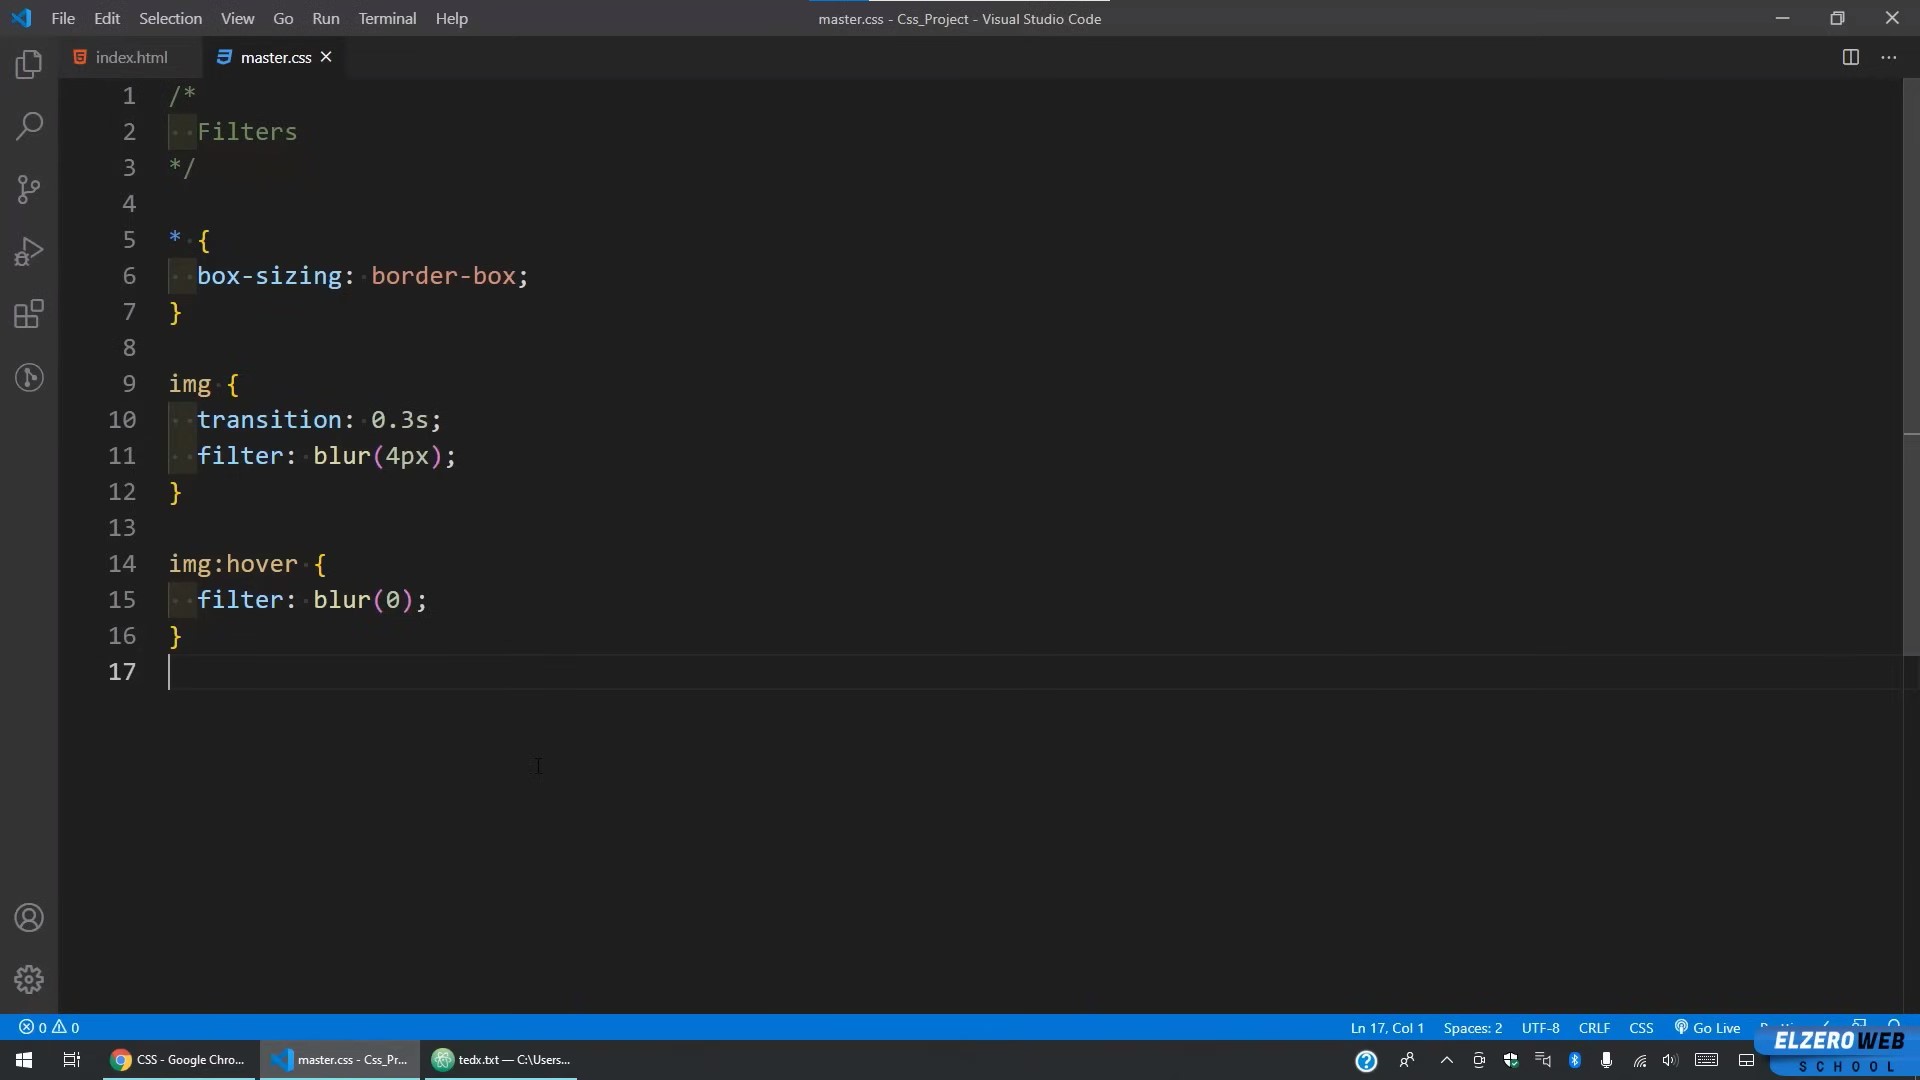 File Edit Selection View Go Run Terminal Help master.css - Css_Project - Visual Studio Code
index.html master.css
1 /*
2 Filters
3 */
4
5 * {
6 box-sizing: border-box;
7 }
8
9 img {
10 transition: 0.3s;
11 filter: blur(4px);
12 }
13
14 img:hover {
15 filter: blur(0);
16 }
17
0 0 Ln 17, Col 1 Spaces: 2 UTF-8 CRLF CSS Go Live
CSS - Google Chro... master.css - Css_Pr... tedx.txt — C:\Users...
ELZEROWEB
SCHOOL